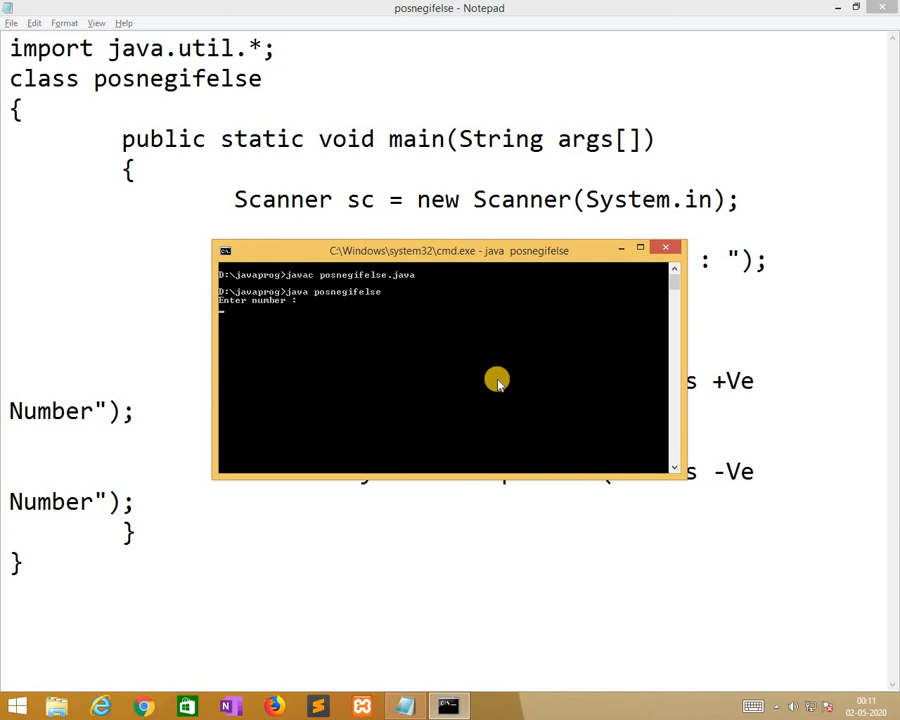 posnegifelse - Notepad
File Edit Format View Help
import java.util.*;
class posnegifelse
{
public static void main(String args[])
{
Scanner sc = new Scanner(System.in);
: ");
C:\Windows\system32\cmd.exe - java posnegifelse
D:\javaprog>javac posnegifelse.java
D:\javaprog>java posnegifelse
Enter number :
s +Ve
Number");
s -Ve
Number");
}
}
00:11
02-05-2020